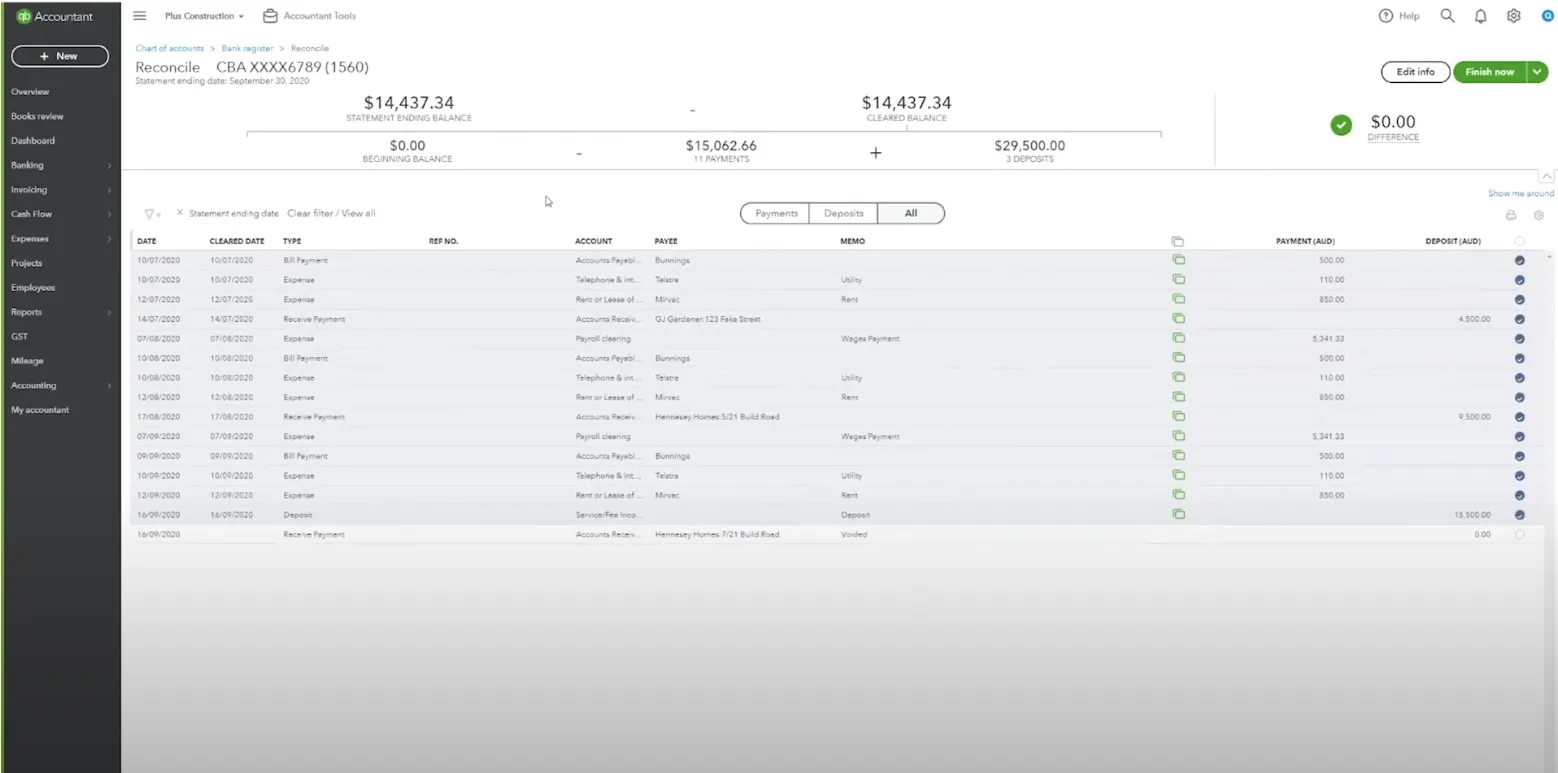 qb Accountant
Plus Construction
Accountant Tools
Help
+ New
Overview
Books review
Dashboard
Banking
Invoicing
Cash Flow
Expenses
Projects
Employees
Reports
GST
Mileage
Accounting
My accountant
Chart of accounts > Bank register > Reconcile
Reconcile CBA XXXX6789 (1560)
Statement ending date: September 30, 2020
Edit info
Finish now
$14,437.34 - $14,437.34
STATEMENT ENDING BALANCE CLEARED BALANCE
$0.00 - $15,062.66 + $29,500.00
BEGINNING BALANCE 11 PAYMENTS 3 DEPOSITS
$0.00
DIFFERENCE
Show me around
× Statement ending date Clear filter / View all
Payments Deposits All
DATE CLEARED DATE TYPE REF NO. ACCOUNT PAYEE MEMO PAYMENT (AUD) DEPOSIT (AUD)
10/07/2020 10/07/2020 Bill Payment Accounts Payabl... Bunnings 500.00
10/07/2020 10/07/2020 Expense Telephone & int... Telstra Utility 110.00
12/07/2020 12/07/2020 Expense Rent or Lease of ... Mirvac Rent 850.00
14/07/2020 14/07/2020 Receive Payment Accounts Receiv... GJ Gardener:123 Fake Street 4,500.00
07/08/2020 07/08/2020 Expense Payroll clearing Wages Payment 5,341.33
10/08/2020 10/08/2020 Bill Payment Accounts Payabl... Bunnings 500.00
10/08/2020 10/08/2020 Expense Telephone & int... Telstra Utility 110.00
12/08/2020 12/08/2020 Expense Rent or Lease of ... Mirvac Rent 850.00
17/08/2020 17/08/2020 Receive Payment Accounts Receiv... Hennesey Homes:5/21 Build Road 9,500.00
07/09/2020 07/09/2020 Expense Payroll clearing Wages Payment 5,341.33
09/09/2020 09/09/2020 Bill Payment Accounts Payabl... Bunnings 500.00
10/09/2020 10/09/2020 Expense Telephone & int... Telstra Utility 110.00
12/09/2020 12/09/2020 Expense Rent or Lease of ... Mirvac Rent 850.00
16/09/2020 16/09/2020 Deposit Service/Fee Inco... Deposit 15,500.00
16/09/2020 Receive Payment Accounts Receiv... Hennesey Homes:7/21 Build Road Voided 0.00